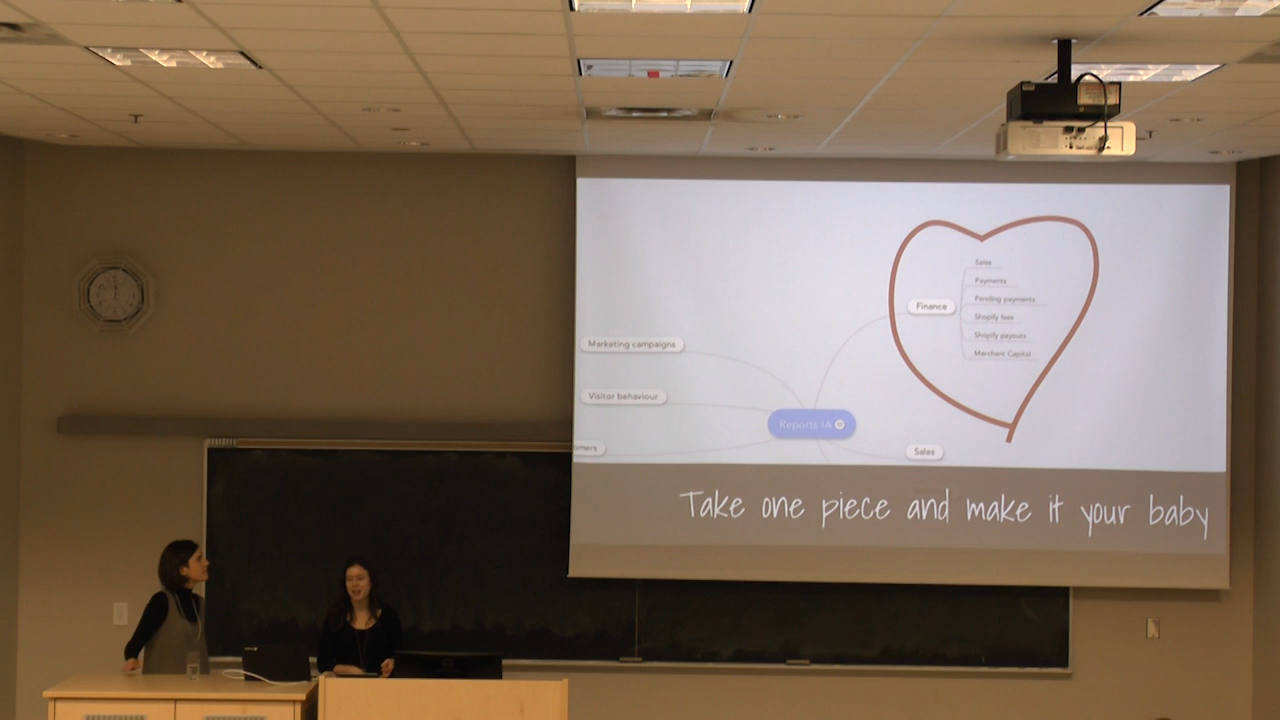 Sales
Payments
Pending payments
Finance
Shopify fees
Shopify payouts
Merchant Capital
Marketing campaigns
Visitor behaviour
Reports IA
omers
Sales
Take one piece and make it your baby